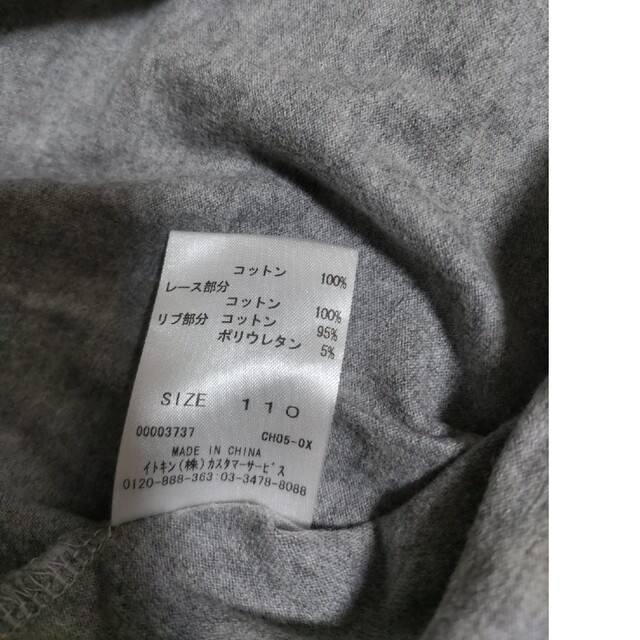 コットン 100%
レース部分
コットン 100%
リブ部分 コットン 95%
ポリウレタン 5%
SIZE 110
00003737 CH05-0X
MADE IN CHINA
イトキン(株)カスタマーサービス
0120-888-363:03-3478-8088